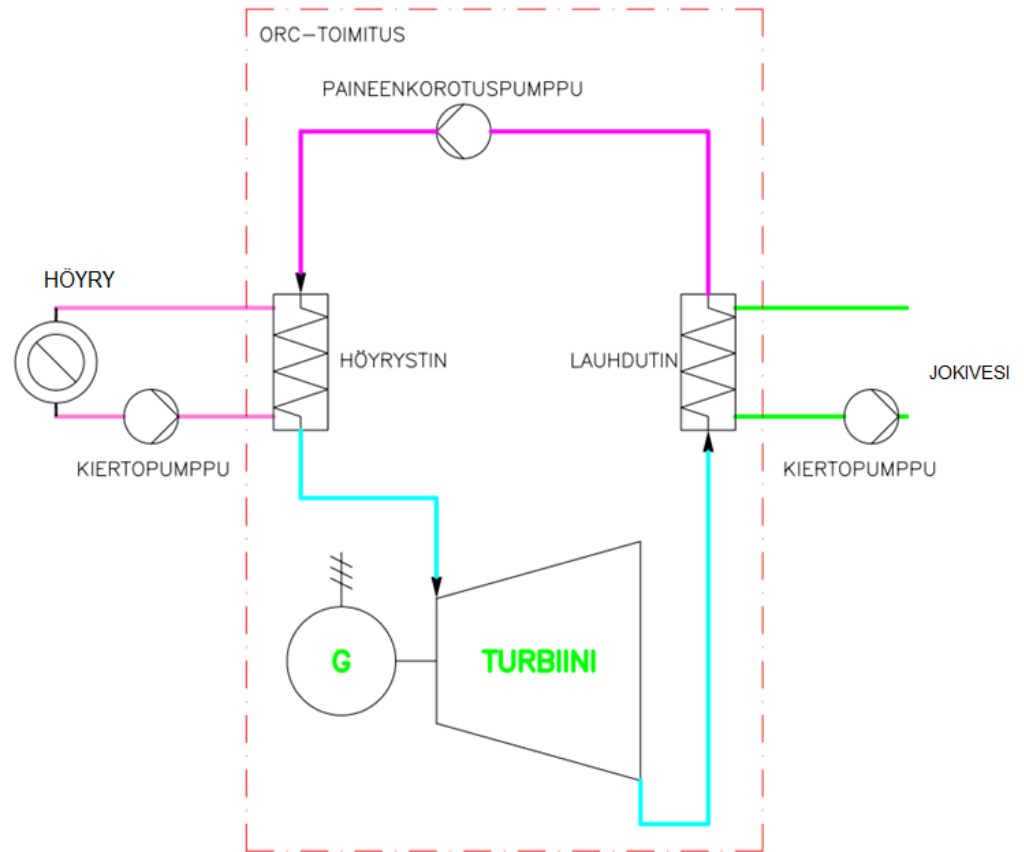 ORC-TOIMITUS
PAINEENKOROTUSPUMPPU
HÖYRY
HÖYRYSTIN
LAUHDUTIN
JOKIVESI
KIERTOPUMPPU
KIERTOPUMPPU
G
TURBIINI